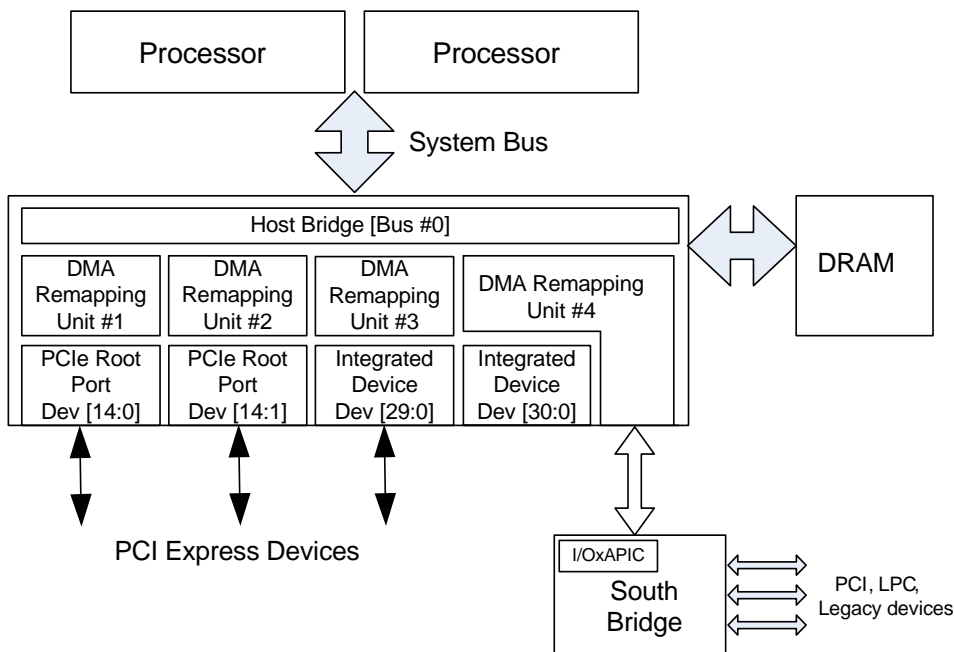 Processor
Processor
System Bus
Host Bridge [Bus #0]
DMA
Remapping
Unit #1
DMA
Remapping
Unit #2
DMA
Remapping
Unit #3
DMA Remapping
Unit #4
DRAM
PCIe Root
Port
Dev [14:0]
PCIe Root
Port
Dev [14:1]
Integrated
Device
Dev [29:0]
Integrated
Device
Dev [30:0]
PCI Express Devices
I/OxAPIC
South
Bridge
PCI, LPC,
Legacy devices